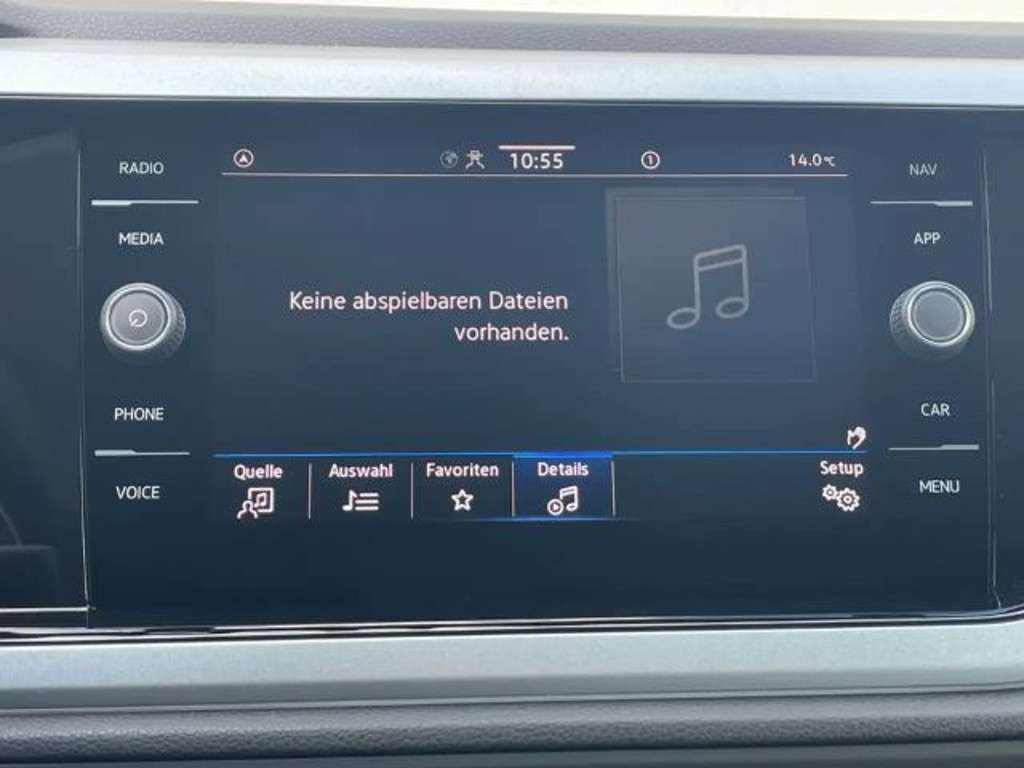 RADIO
10:55
1
14.0°C
NAV
MEDIA
APP
Keine abspielbaren Dateien
vorhanden.
PHONE
CAR
Quelle
Auswahl
Favoriten
Details
Setup
VOICE
MENU